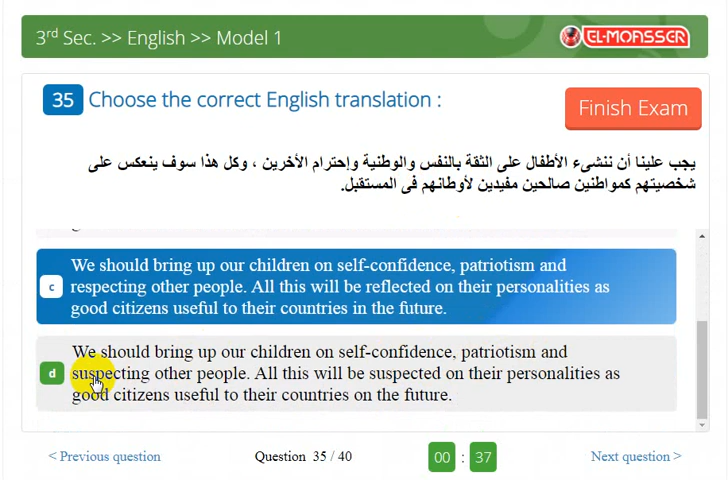 3rd Sec. >> English >> Model 1
EL-MOASSER
35 Choose the correct English translation :
Finish Exam
يجب علينا أن ننشىء الأطفال على الثقة بالنفس والوطنية وإحترام الأخرين ، وكل هذا سوف ينعكس على
شخصيتهم كمواطنين صالحين مفيدين لأوطانهم فى المستقبل.
c
We should bring up our children on self-confidence, patriotism and
respecting other people. All this will be reflected on their personalities as
good citizens useful to their countries in the future.
d
We should bring up our children on self-confidence, patriotism and
suspecting other people. All this will be suspected on their personalities as
good citizens useful to their countries on the future.
< Previous question
Question 35 / 40
00 : 37
Next question >